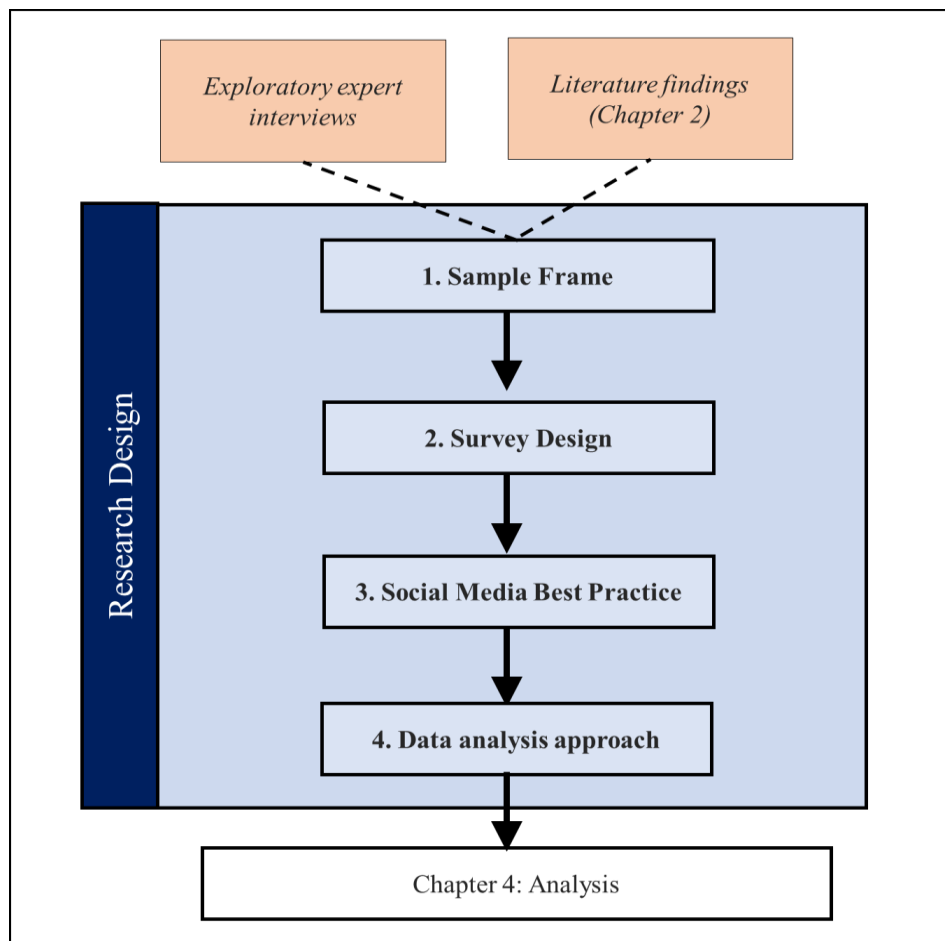 Exploratory expert
interviews
Literature findings
(Chapter 2)
Research Design
1. Sample Frame
2. Survey Design
3. Social Media Best Practice
4. Data analysis approach
Chapter 4: Analysis